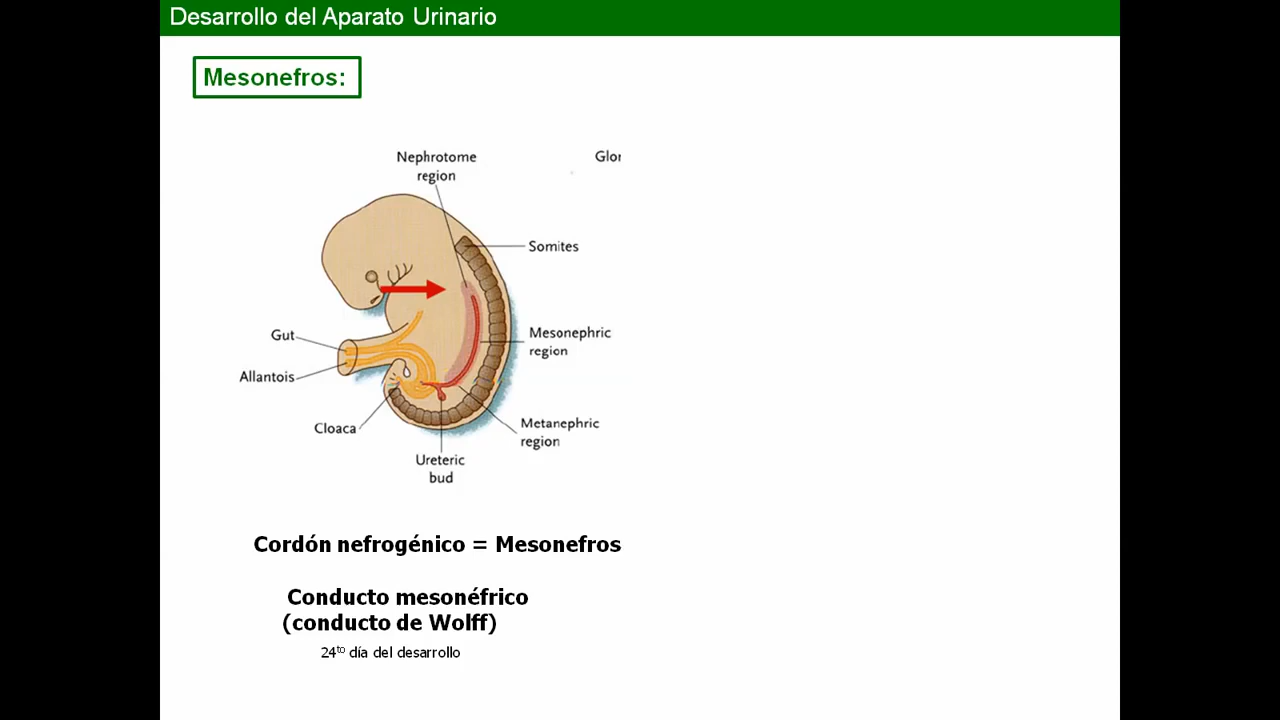 Desarrollo del Aparato Urinario
Mesonefros:
Nephrotome
region
Glor
Somites
Gut
Mesonephric
region
Allantois
Cloaca
Metanephric
region
Ureteric
bud
Cordón nefrogénico = Mesonefros
Conducto mesonéfrico
(conducto de Wolff)
24to día del desarrollo